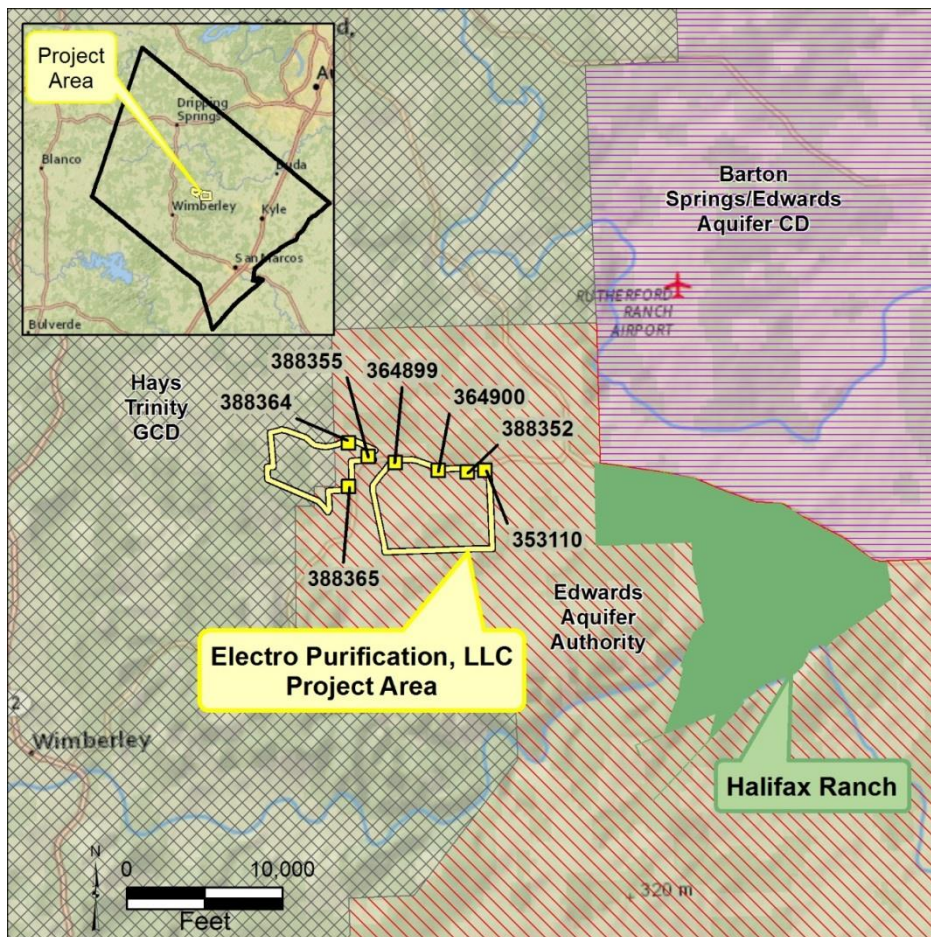 Project
Area
Au
Dripping
Springs
Blanco
Buda
Wimberley
Kyle
San Marcos
Bulverde
Barton
Springs/Edwards
Aquifer CD
RUTHERFORD
RANCH
AIRPORT
388355
364899
388364
364900
388352
Hays
Trinity
GCD
353110
388365
Edwards
Aquifer
Authority
Electro Purification, LLC
Project Area
2
Wimberley
Halifax Ranch
N
0 10,000
Feet
320 m